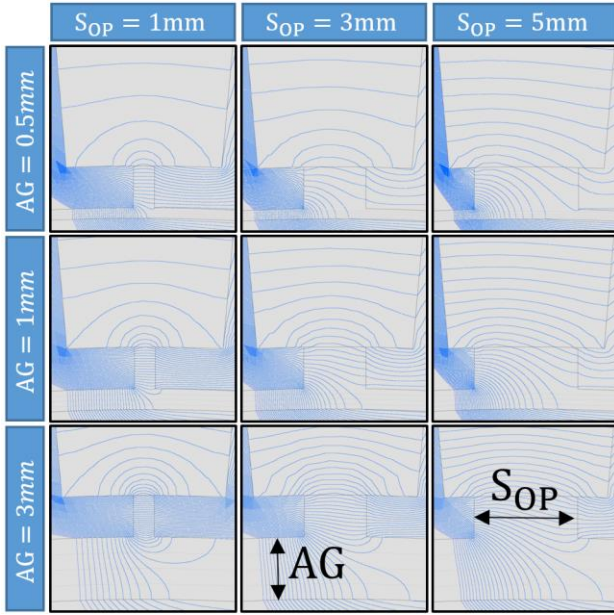 S_OP = 1mm
S_OP = 3mm
S_OP = 5mm
AG = 0.5mm
AG = 1mm
AG = 3mm
AG
S_OP